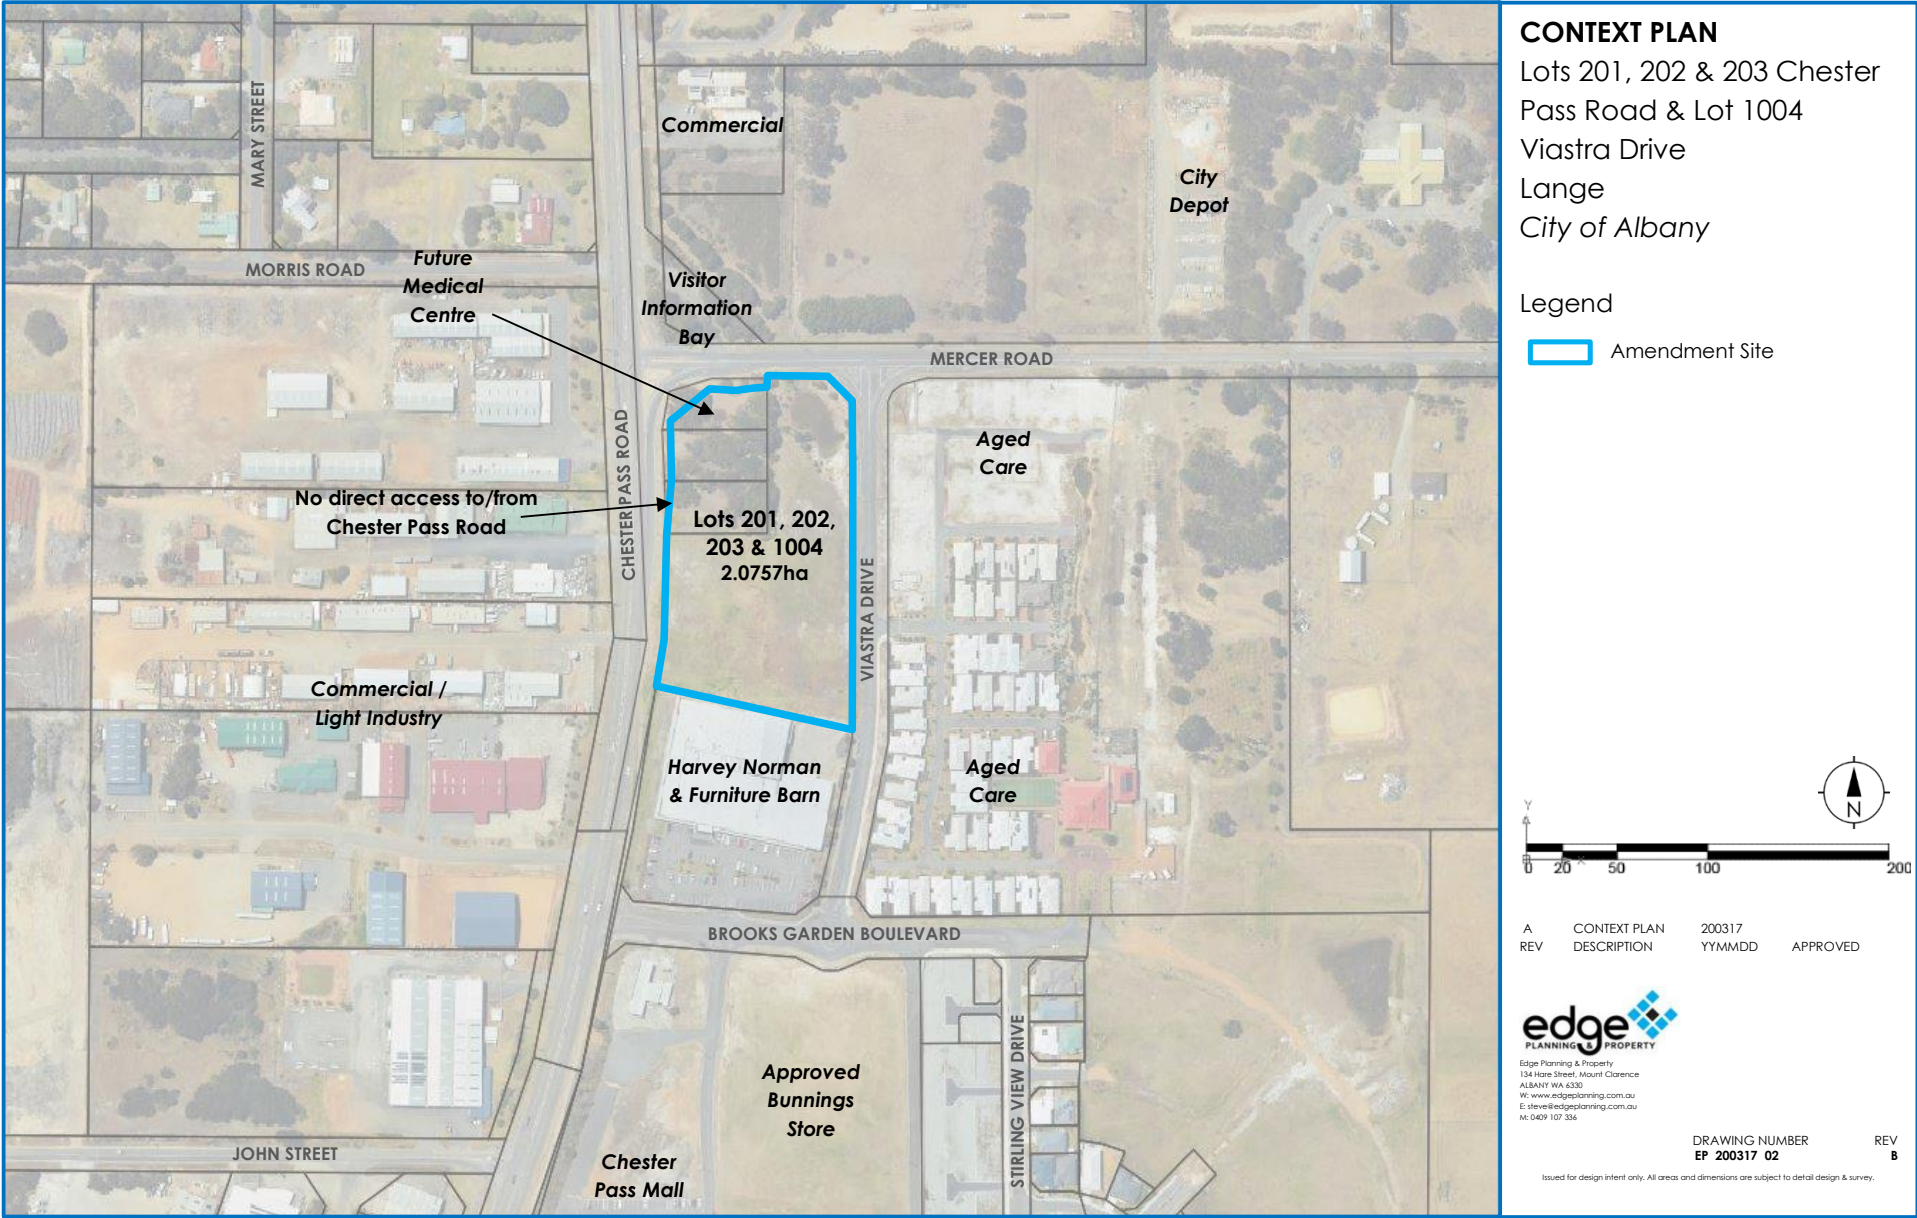 MARY STREET
Commercial
City
Depot
MORRIS ROAD
Future
Medical
Centre
Visitor
Information
Bay
MERCER ROAD
CHESTER PASS ROAD
Aged
Care
No direct access to/from
Chester Pass Road
Lots 201, 202,
203 & 1004
2.0757ha
VIASTRA DRIVE
Commercial /
Light Industry
Harvey Norman
& Furniture Barn
Aged
Care
BROOKS GARDEN BOULEVARD
STIRLING VIEW DRIVE
Approved
Bunnings
Store
JOHN STREET
Chester
Pass Mall
CONTEXT PLAN
Lots 201, 202 & 203 Chester
Pass Road & Lot 1004
Viastra Drive
Lange
City of Albany
Legend
Amendment Site
N
Y
X
0 20 50 100 200
A CONTEXT PLAN 200317
REV DESCRIPTION YYMMDD APPROVED
edge
PLANNING & PROPERTY
Edge Planning & Property
134 Hare Street, Mount Clarence
ALBANY WA 6330
W: www.edgeplanning.com.au
E: steve@edgeplanning.com.au
M: 0409 107 336
DRAWING NUMBER REV
EP 200317 02 B
Issued for design intent only. All areas and dimensions are subject to detail design & survey.